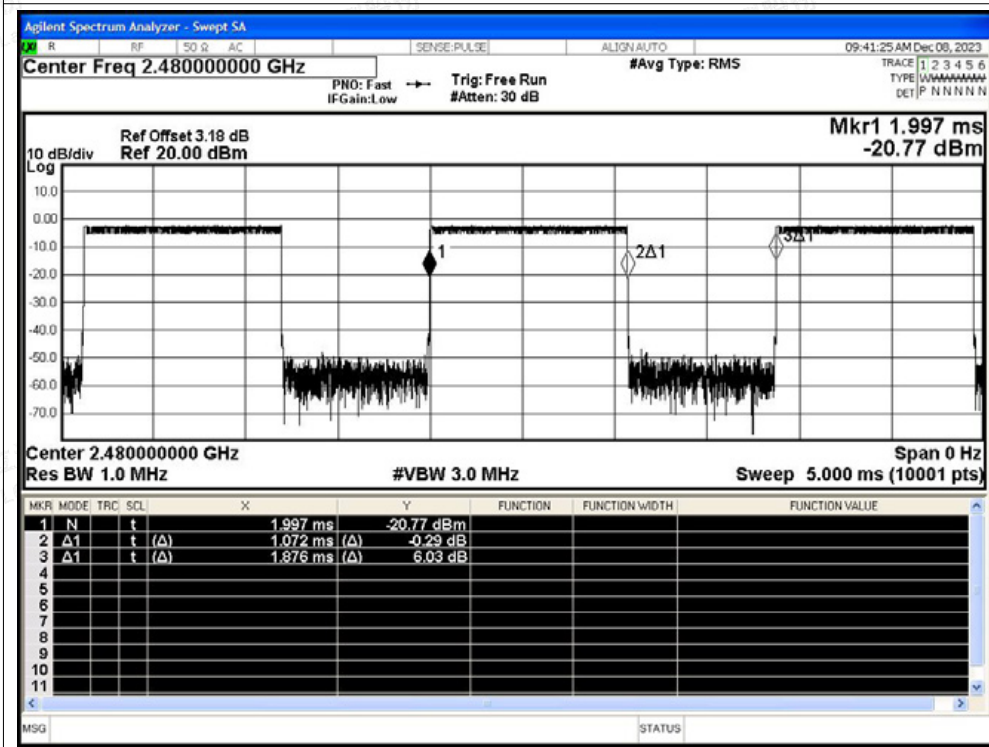 Agilent Spectrum Analyzer - Swept SA
R RF 50 Ω AC SENSE:PULSE ALIGN AUTO 09:41:25 AM Dec 08, 2023
Center Freq 2.480000000 GHz #Avg Type: RMS TRACE 1 2 3 4 5 6
PNO: Fast Trig: Free Run TYPE WWWWWW
IFGain:Low #Atten: 30 dB DET P N N N N N
Mkr1 1.997 ms
Ref Offset 3.18 dB
10 dB/div Ref 20.00 dBm -20.77 dBm
Log
10.0
0.00
-10.0
-20.0
-30.0
-40.0
-50.0
-60.0
-70.0
1
2Δ1
3Δ1
Center 2.480000000 GHz Span 0 Hz
Res BW 1.0 MHz #VBW 3.0 MHz Sweep 5.000 ms (10001 pts)
MKR MODE TRC SCL X Y FUNCTION FUNCTION WIDTH FUNCTION VALUE
1 N t 1.997 ms -20.77 dBm
2 Δ1 t (Δ) 1.072 ms (Δ) -0.29 dB
3 Δ1 t (Δ) 1.876 ms (Δ) 6.03 dB
4
5
6
7
8
9
10
11
MSG STATUS